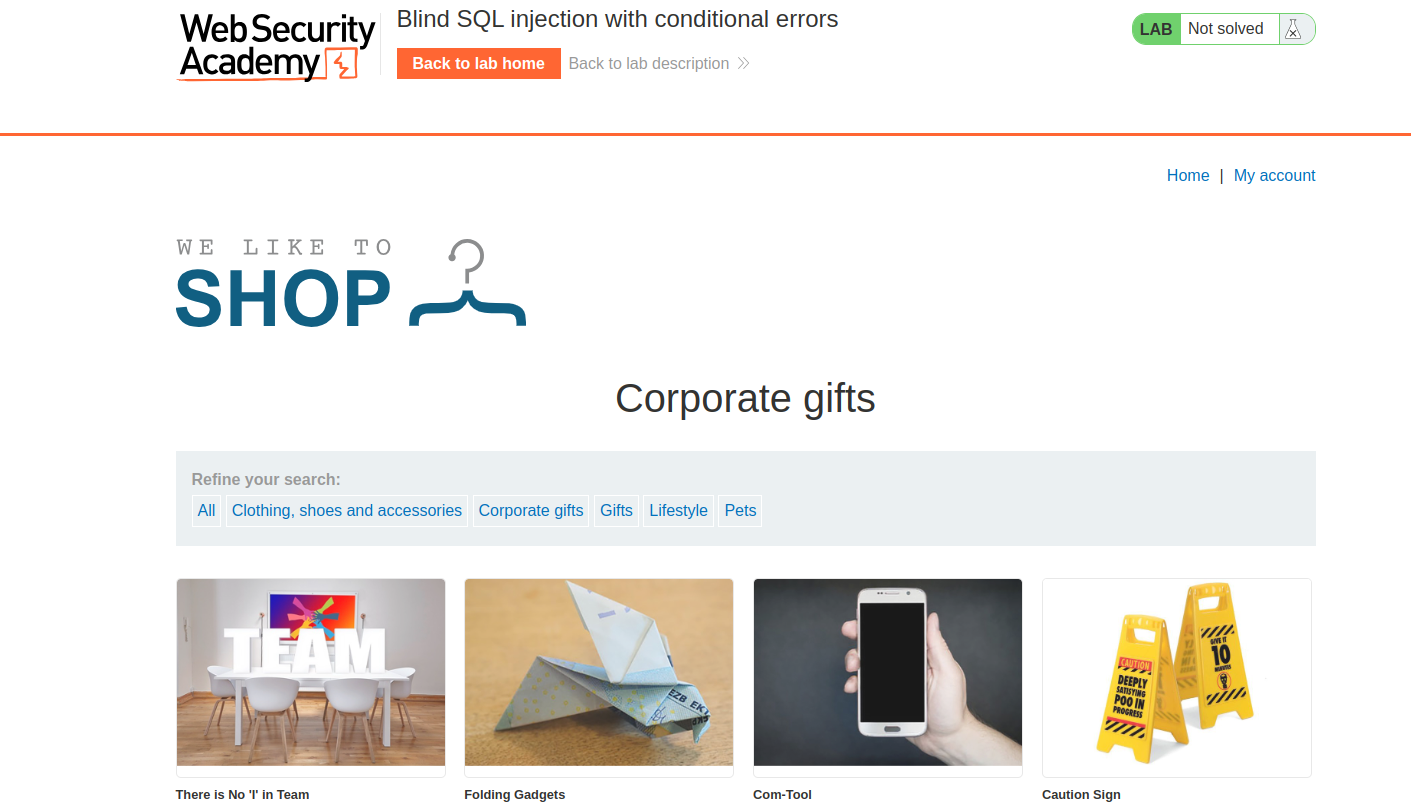 Web Security
Academy
Blind SQL injection with conditional errors
Back to lab home
Back to lab description
LAB
Not solved
Home | My account
WE LIKE TO
SHOP
Corporate gifts
Refine your search:
All
Clothing, shoes and accessories
Corporate gifts
Gifts
Lifestyle
Pets
TEAM
EZB EK
CAUTION
DEEPLY
SATISFYING
POO IN
PROGRESS
GIVE IT
10
MINUTES
There is No 'I' in Team
Folding Gadgets
Com-Tool
Caution Sign